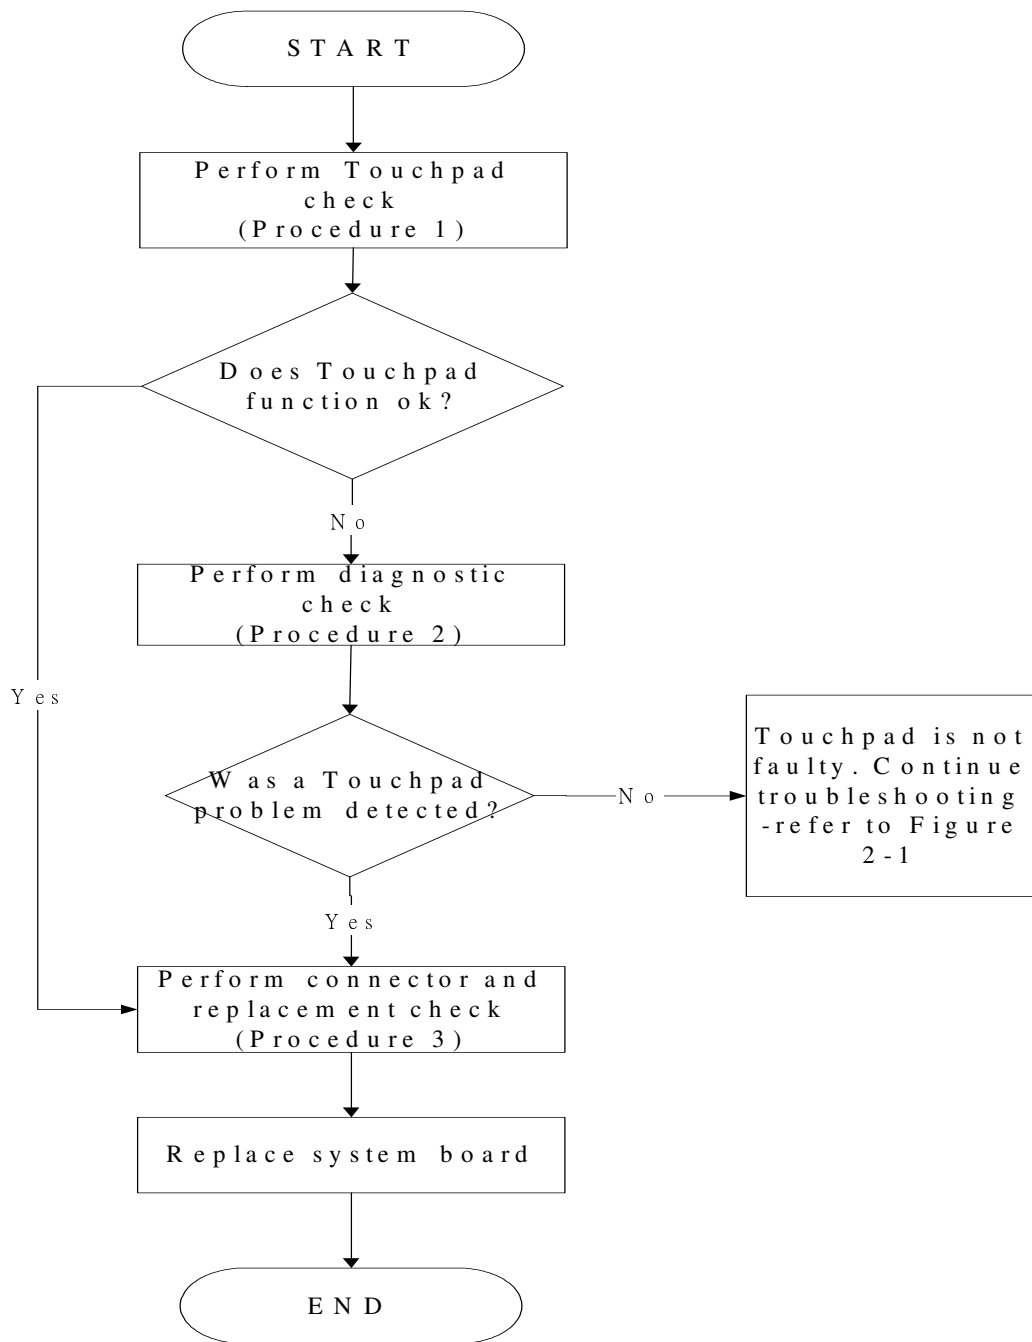 START
Perform Touchpad
check
(Procedure 1)
Does Touchpad
function ok?
No
Perform diagnostic
check
(Procedure 2)
Yes
Was a Touchpad
problem detected?
No
Touchpad is not
faulty. Continue
troubleshooting
-refer to Figure
2-1
Yes
Perform connector and
replacement check
(Procedure 3)
Replace system board
END